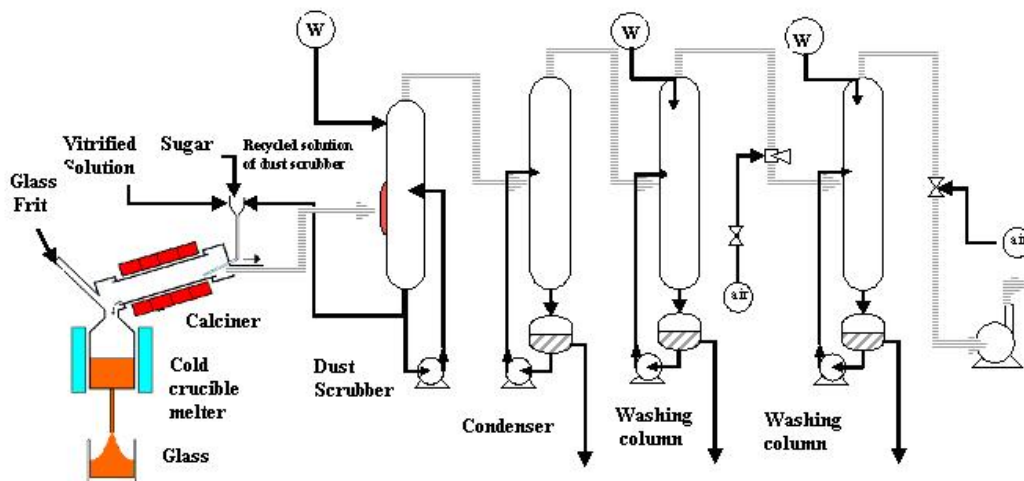 W
W
W
Vitrified
Solution
Sugar
Recycled solution
of dust scrubber
Glass
Frit
air
air
Calciner
Dust
Scrubber
Cold
crucible
melter
Condenser
Washing
column
Washing
column
Glass